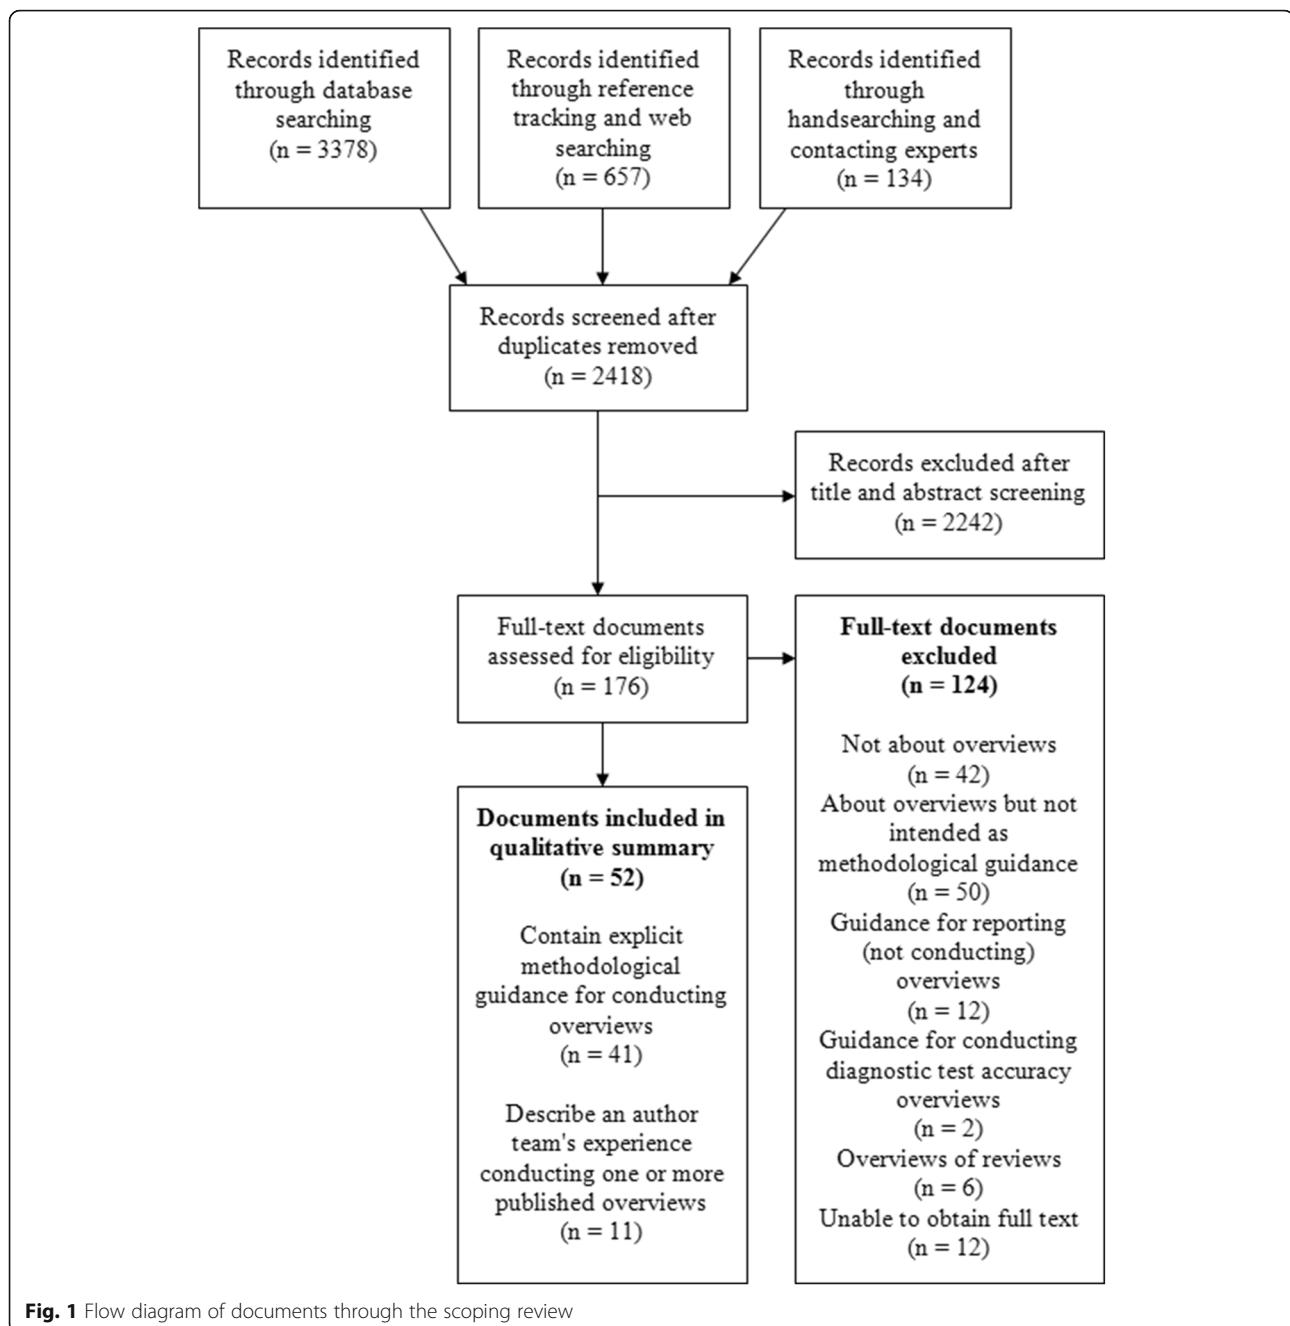 Records identified
through database
searching
(n = 3378)
Records identified
through reference
tracking and web
searching
(n = 657)
Records identified
through
handsearching and
contacting experts
(n = 134)
Records screened after
duplicates removed
(n = 2418)
Records excluded after
title and abstract screening
(n = 2242)
Full-text documents
assessed for eligibility
(n = 176)
Full-text documents
excluded
(n = 124)
Not about overviews
(n = 42)
About overviews but not
intended as
methodological guidance
(n = 50)
Guidance for reporting
(not conducting)
overviews
(n = 12)
Guidance for conducting
diagnostic test accuracy
overviews
(n = 2)
Overviews of reviews
(n = 6)
Unable to obtain full text
(n = 12)
Documents included in
qualitative summary
(n = 52)
Contain explicit
methodological
guidance for conducting
overviews
(n = 41)
Describe an author
team's experience
conducting one or more
published overviews
(n = 11)
Fig. 1 Flow diagram of documents through the scoping review